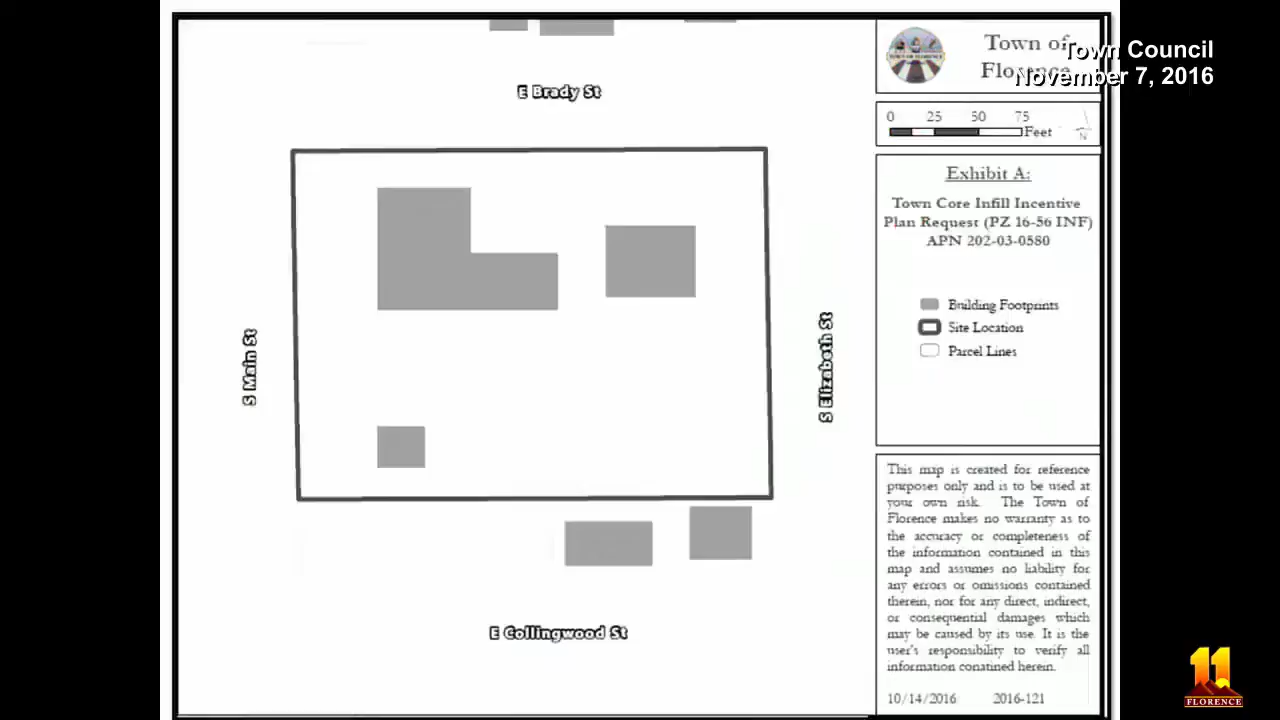 Town Council
November 7, 2016
Town of
Florence
TOWN OF FLORENCE
E Brady St
S Main St
S Elizabeth St
E Collingwood St
0 25 50 75
Feet
N
Exhibit A:
Town Core Infill Incentive
Plan Request (PZ 16-56 INF)
APN 202-03-0580
Building Footprints
Site Location
Parcel Lines
This map is created for reference
purposes only and is to be used at
your own risk. The Town of
Florence makes no warranty as to
the accuracy or completeness of
the information contained in this
map and assumes no liability for
any errors or omissions contained
therein, nor for any direct, indirect,
or consequential damages which
may be caused by its use. It is the
user's responsibility to verify all
information conatined herein.
10/14/2016 2016-121
11
FLORENCE